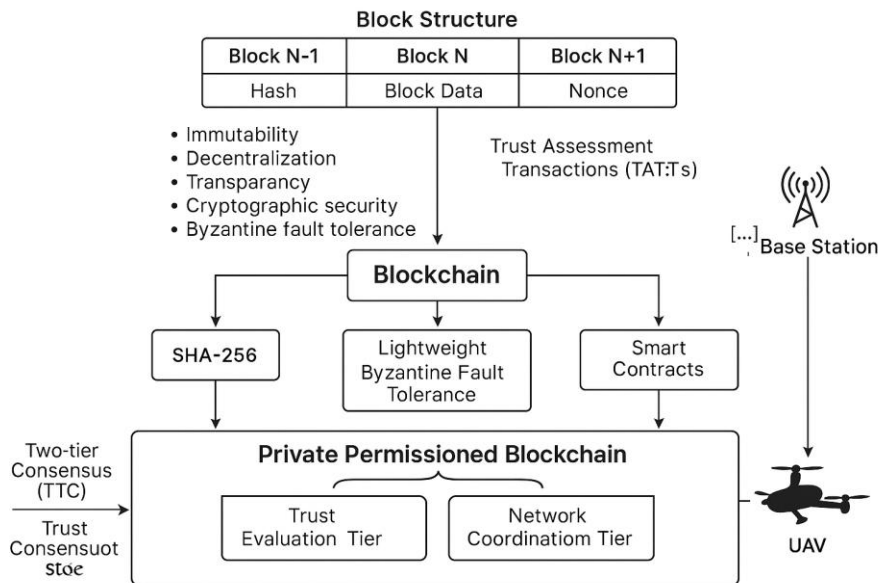 Block Structure
Block N-1 Block N Block N+1
Hash Block Data Nonce
• Immutability
• Decentralization
• Transparancy
• Cryptographic security
• Byzantine fault tolerance
Trust Assessment
Transactions (TAT:Ts)
[...]
Base Station
Blockchain
SHA-256
Lightweight
Byzantine Fault
Tolerance
Smart
Contracts
Two-tier
Consensus
(TTC)
Trust
Consensuot
støe
Private Permissioned Blockchain
Trust
Evaluation Tier
Network
Coordinatiom Tier
UAV